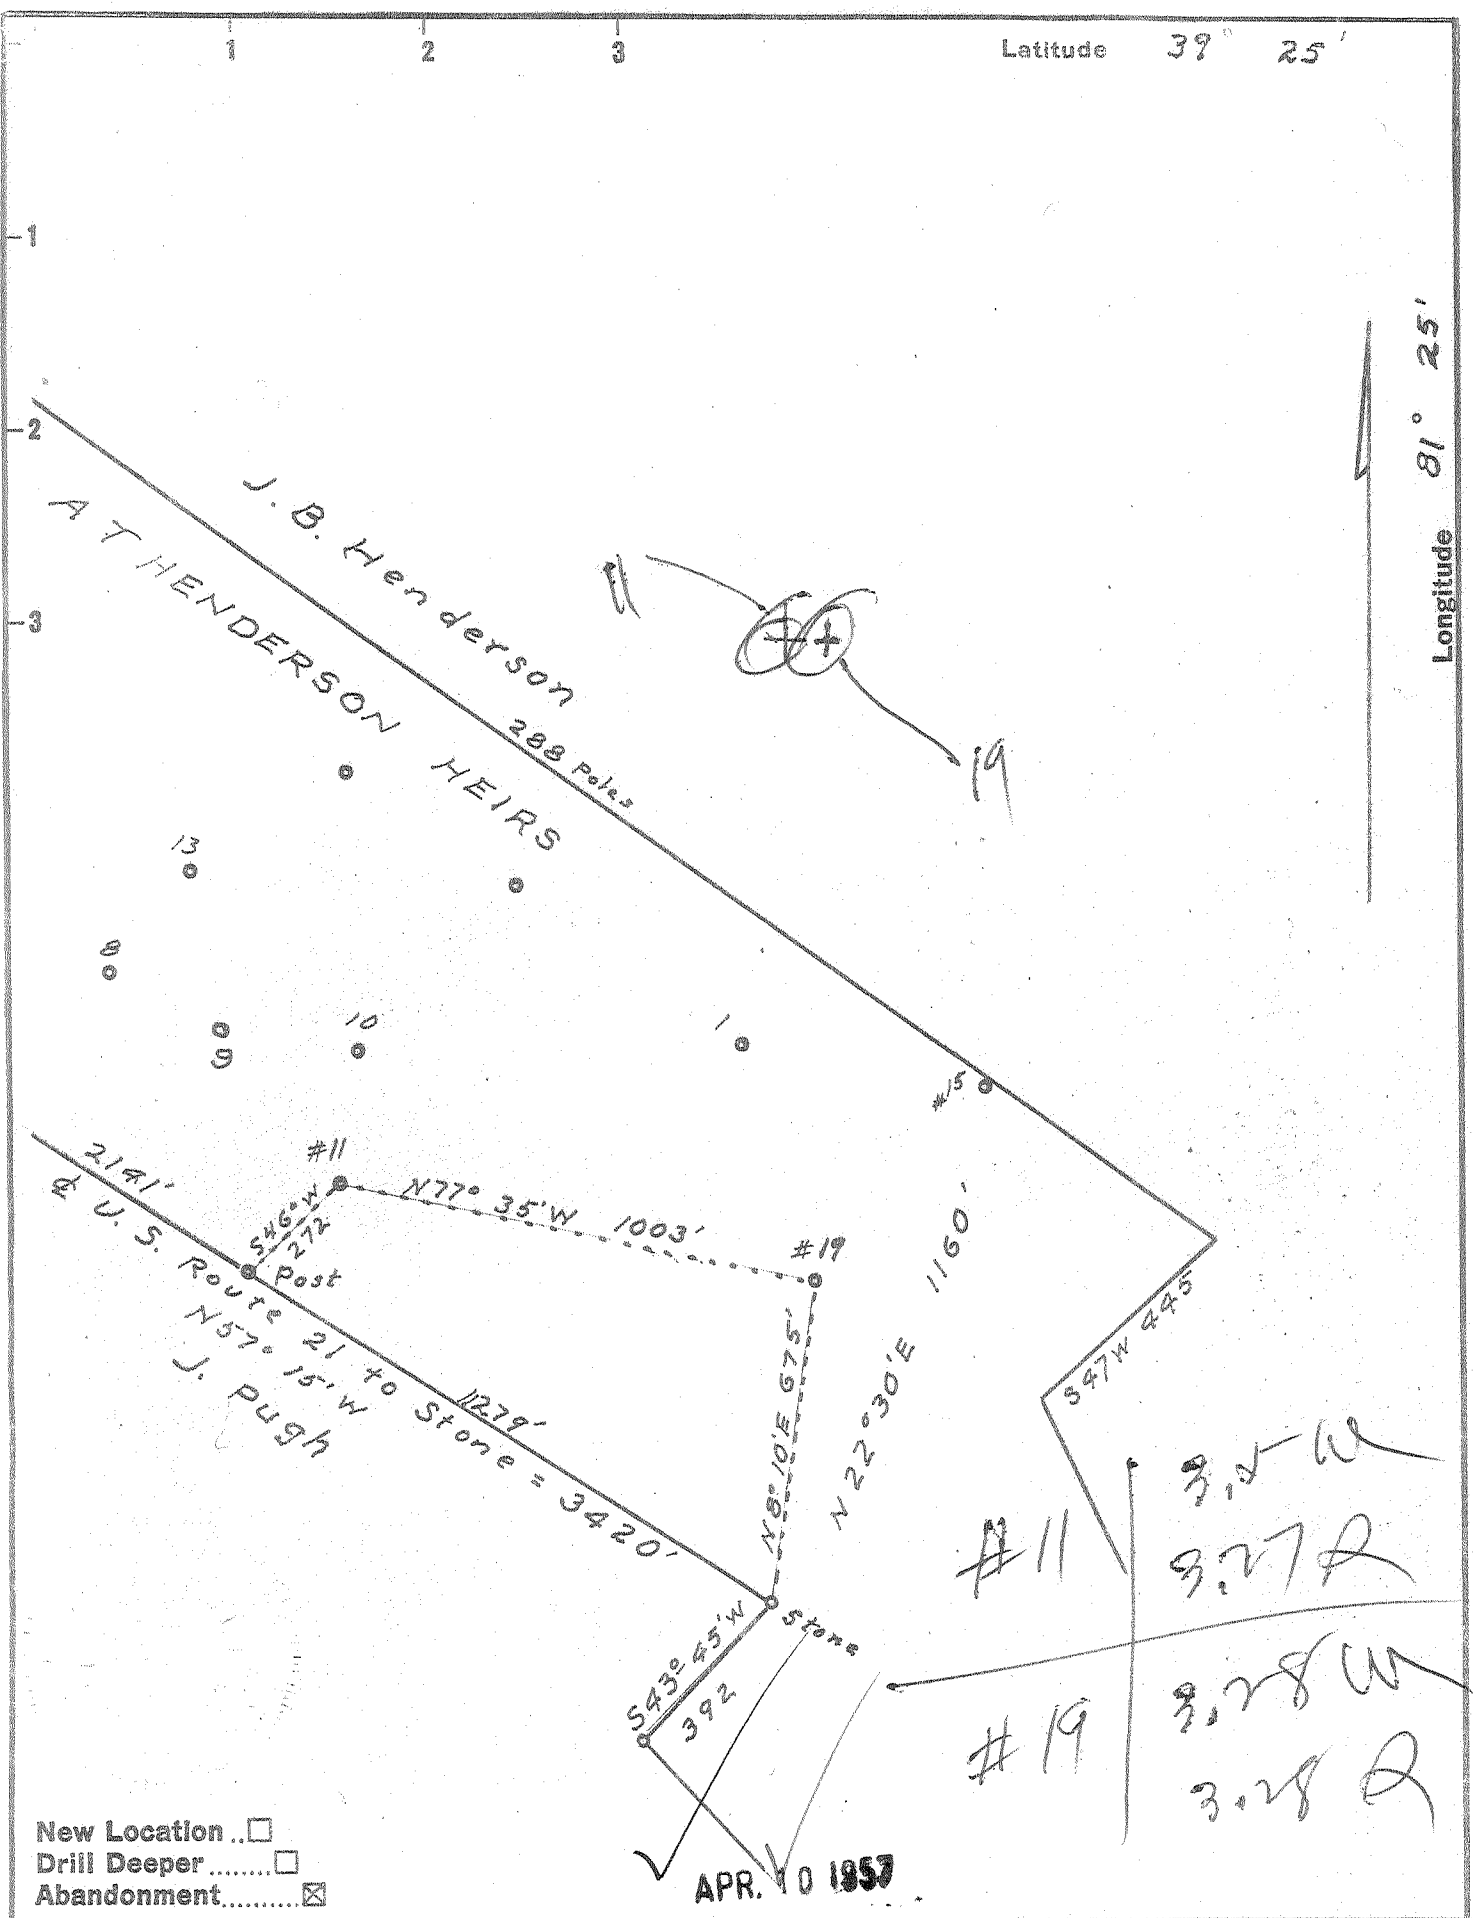 1 2 3
Latitude 39° 25'
1
2
3
Longitude 81° 25'
J. B. Henderson
A T HENDERSON HEIRS
288 Poles
11
19
13
8
9
10
1
#15
#11
2141'
S46°W
272
Post
N77° 35'W 1003'
#19
¢ U. S. Route 21 to Stone = 3420'
N57° 15'W
J. Pugh
1279'
N8° 10'E 675'
N 22° 30'E 1160'
S47W 445
Stone
S43° 45'W
392
#11
3.27
#19
3.28 W
3.28
New Location ..☐
Drill Deeper ........☐
Abandonment ..........☒
APR. 10 1957